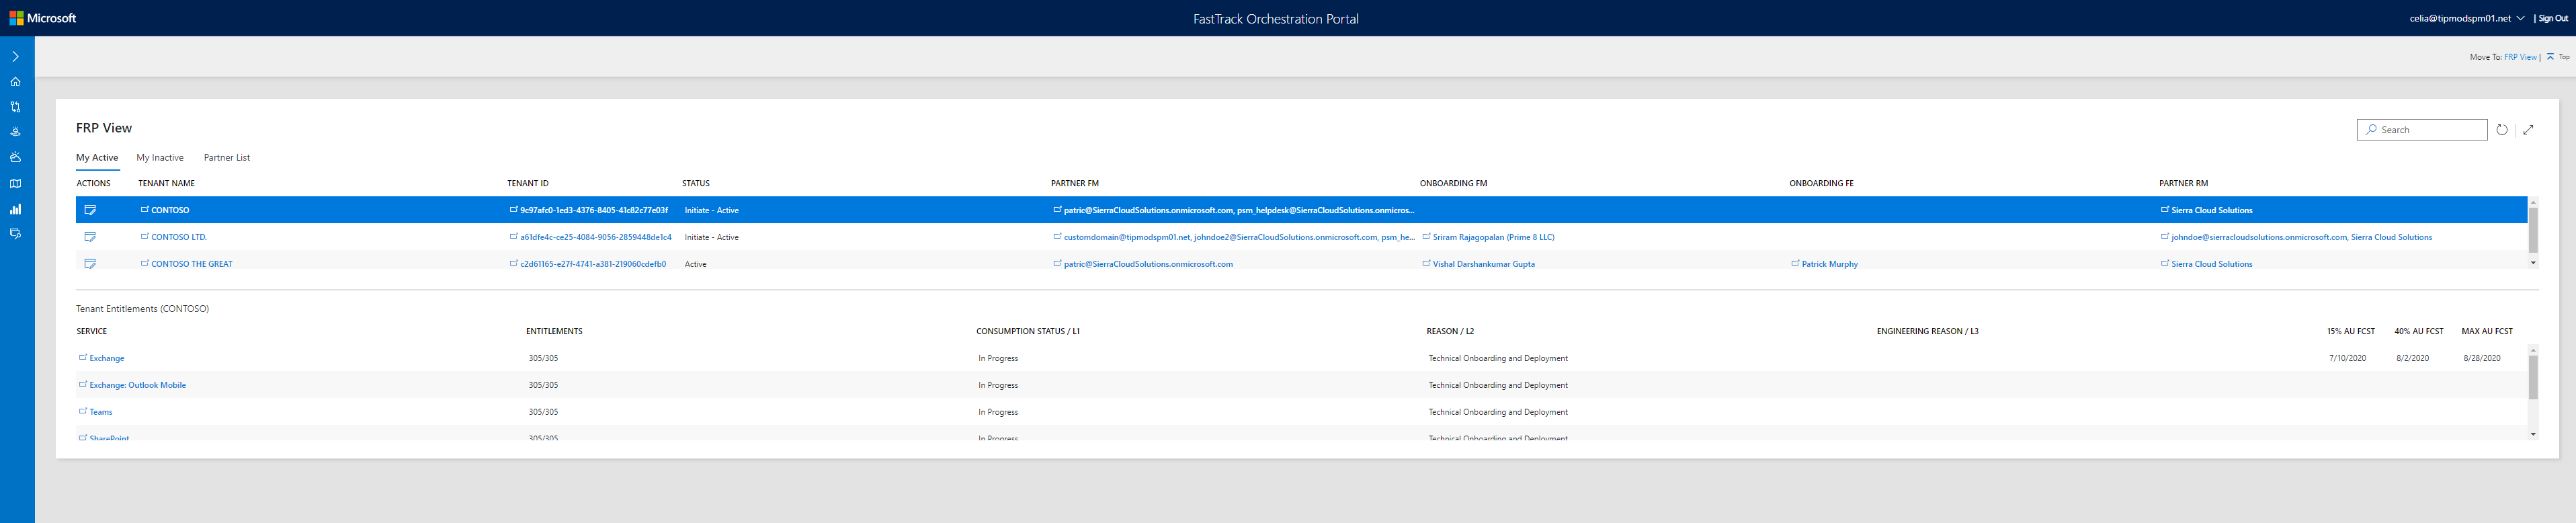 Microsoft FastTrack Orchestration Portal celia@tipmodspm01.net | Sign Out
Move To: FRP View | Top
FRP View Search
My Active My Inactive Partner List
ACTIONS TENANT NAME TENANT ID STATUS PARTNER FM ONBOARDING FM ONBOARDING FE PARTNER RM
CONTOSO 9c97afc0-1ed3-4376-8405-41c82c77e03f Initiate - Active patric@SierraCloudSolutions.onmicrosoft.com, psm_helpdesk@SierraCloudSolutions.onmicros... Sierra Cloud Solutions
CONTOSO LTD. a61dfe4c-ce25-4084-9056-2859448de1c4 Initiate - Active customdomain@tipmodspm01.net, johndoe2@SierraCloudSolutions.onmicrosoft.com, psm_he... Sriram Rajagopalan (Prime 8 LLC) johndoe@sierracloudsolutions.onmicrosoft.com, Sierra Cloud Solutions
CONTOSO THE GREAT c2d61165-e27f-4741-a381-219060cdefb0 Active patric@SierraCloudSolutions.onmicrosoft.com Vishal Darshankumar Gupta Patrick Murphy Sierra Cloud Solutions
Tenant Entitlements (CONTOSO)
SERVICE ENTITLEMENTS CONSUMPTION STATUS / L1 REASON / L2 ENGINEERING REASON / L3 15% AU FCST 40% AU FCST MAX AU FCST
Exchange 305/305 In Progress Technical Onboarding and Deployment 7/10/2020 8/2/2020 8/28/2020
Exchange: Outlook Mobile 305/305 In Progress Technical Onboarding and Deployment
Teams 305/305 In Progress Technical Onboarding and Deployment
SharePoint 305/305 In Progress Technical Onboarding and Deployment